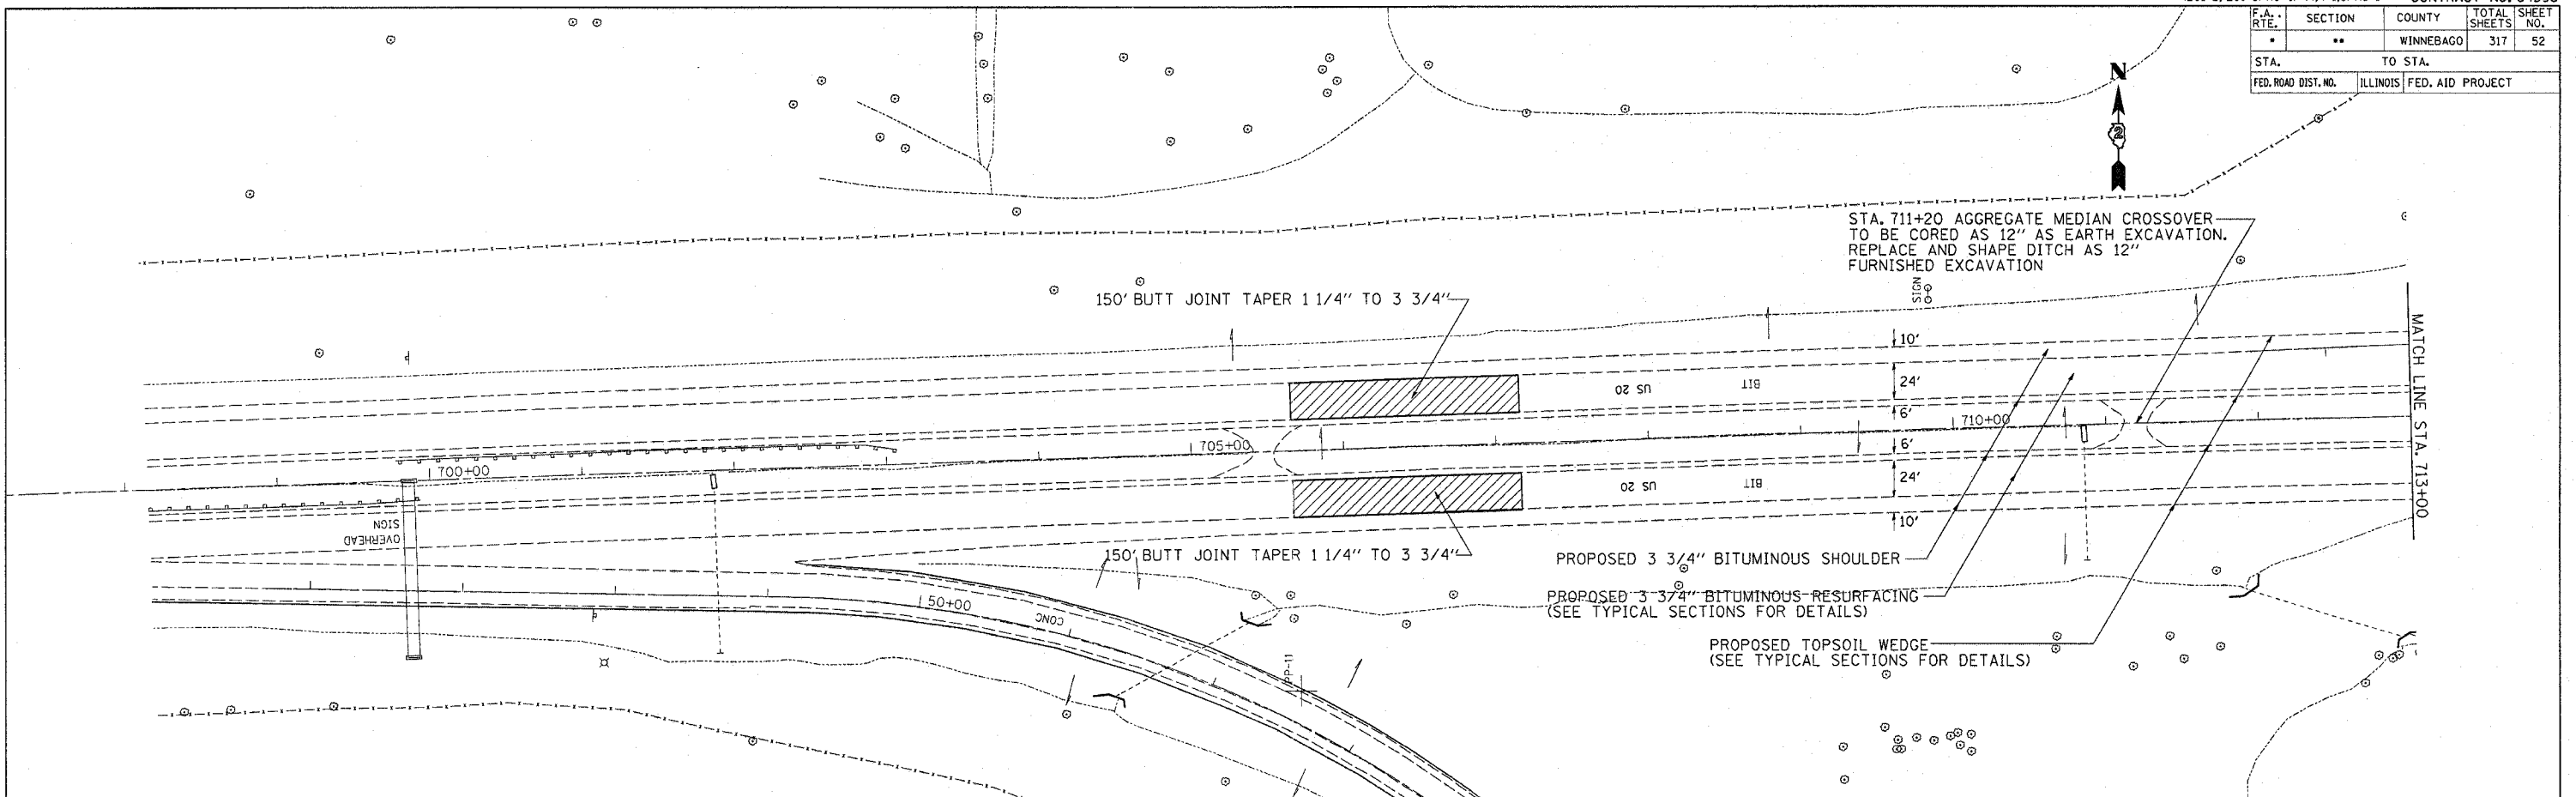 F.A. RTE. SECTION COUNTY TOTAL SHEETS SHEET NO.
* ** WINNEBAGO 317 52
STA. TO STA.
FED. ROAD DIST. NO. ILLINOIS FED. AID PROJECT
N
2
STA. 711+20 AGGREGATE MEDIAN CROSSOVER
TO BE CORED AS 12" AS EARTH EXCAVATION.
REPLACE AND SHAPE DITCH AS 12"
FURNISHED EXCAVATION
SIGN
150' BUTT JOINT TAPER 1 1/4" TO 3 3/4"
10'
24'
US 20
BIT
6'
710+00
705+00
700+00
6'
24'
US 20
BIT
10'
MATCH LINE STA. 713+00
OVERHEAD
SIGN
150' BUTT JOINT TAPER 1 1/4" TO 3 3/4"
PROPOSED 3 3/4" BITUMINOUS SHOULDER
PROPOSED 3 3/4" BITUMINOUS RESURFACING
(SEE TYPICAL SECTIONS FOR DETAILS)
50+00
CONC
PROPOSED TOPSOIL WEDGE
(SEE TYPICAL SECTIONS FOR DETAILS)
PP-11